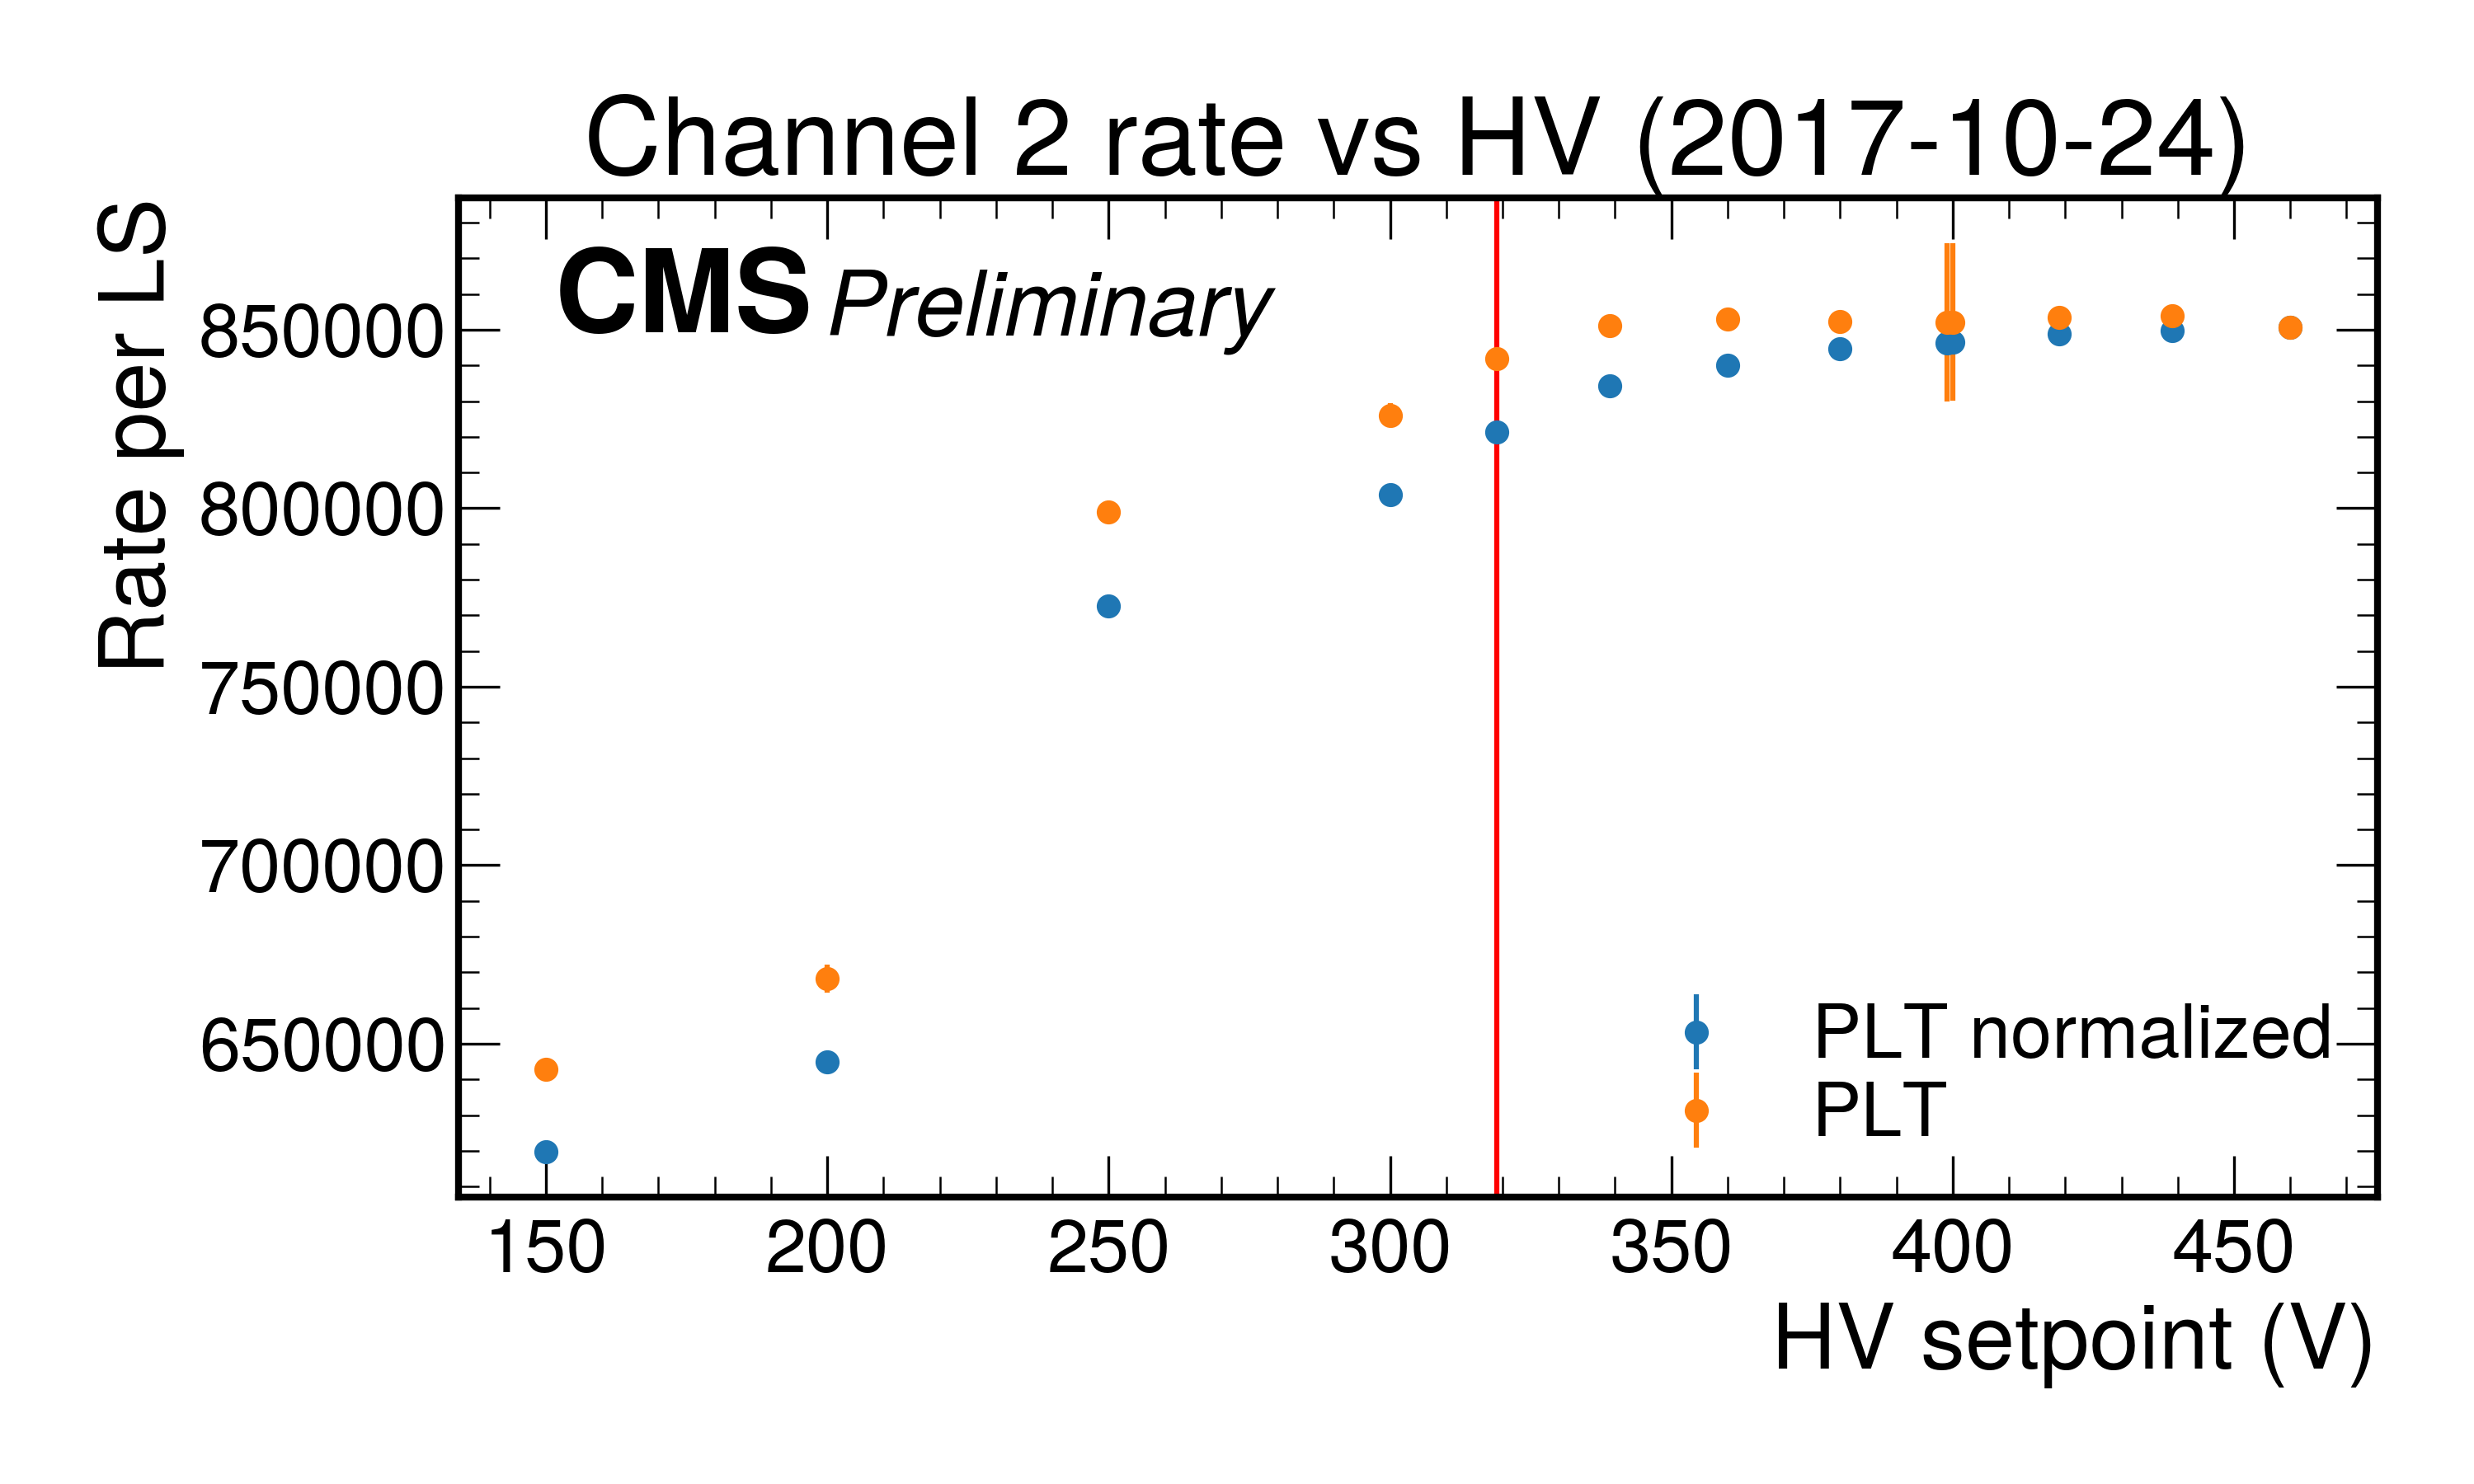 Channel 2 rate vs HV (2017-10-24)
CMS Preliminary
Rate per LS
850000
800000
750000
700000
650000
PLT normalized
PLT
150 200 250 300 350 400 450
HV setpoint (V)